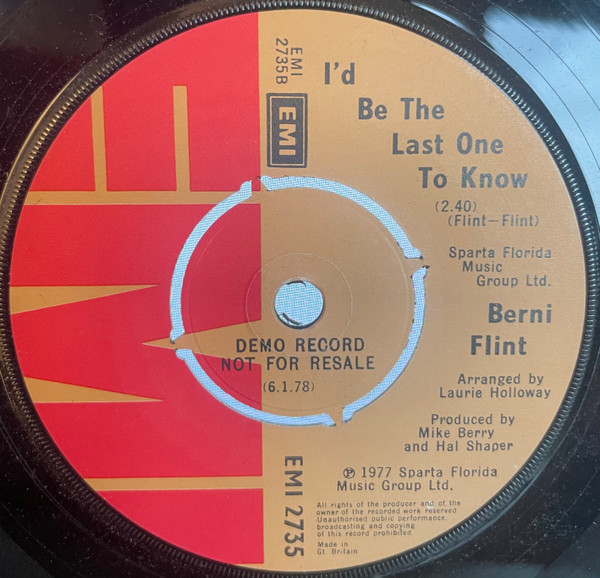 EMI
2735B
EMI
EMI
I'd
Be The
Last One
To Know
(2.40)
(Flint—Flint)
Sparta Florida
Music
Group Ltd.
Berni
Flint
DEMO RECORD
NOT FOR RESALE
(6.1.78)
Arranged by
Laurie Holloway
Produced by
Mike Berry
and Hal Shaper
EMI 2735
Ⓟ 1977 Sparta Florida
Music Group Ltd.
All rights of the producer and of the
owner of the recorded work reserved
Unauthorised public performance,
broadcasting and copying
of this record prohibited
Made in
Gt. Britain